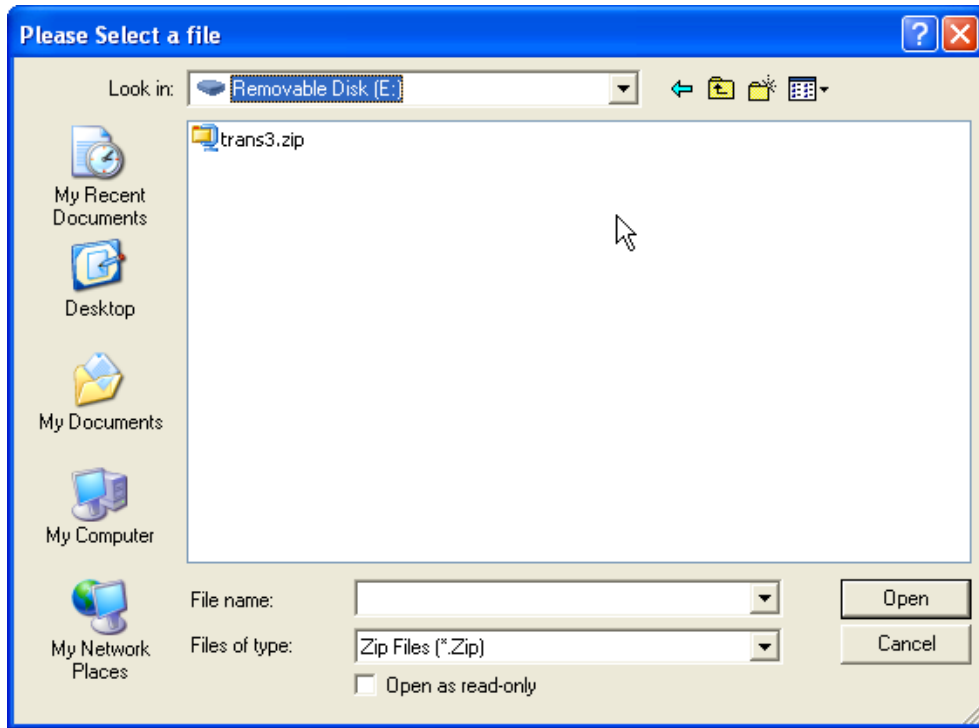 Please Select a file
Look in:
Removable Disk (E:)
trans3.zip
My Recent
Documents
Desktop
My Documents
My Computer
My Network
Places
File name:
Open
Files of type:
Zip Files (*.Zip)
Cancel
Open as read-only